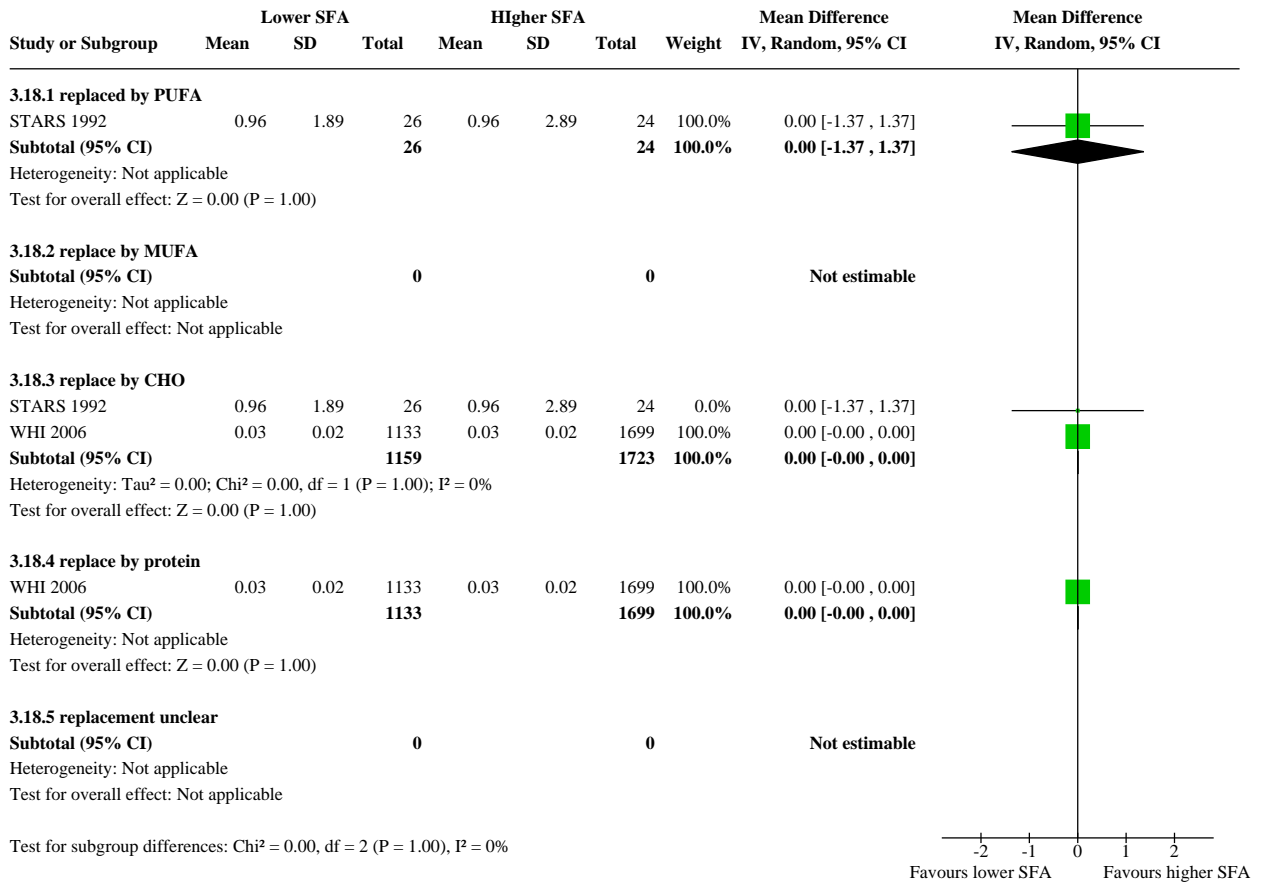 Lower SFA HIgher SFA Mean Difference Mean Difference
Study or Subgroup Mean SD Total Mean SD Total Weight IV, Random, 95% CI IV, Random, 95% CI
3.18.1 replaced by PUFA
STARS 1992 0.96 1.89 26 0.96 2.89 24 100.0% 0.00 [-1.37 , 1.37]
Subtotal (95% CI) 26 24 100.0% 0.00 [-1.37 , 1.37]
Heterogeneity: Not applicable
Test for overall effect: Z = 0.00 (P = 1.00)
3.18.2 replace by MUFA
Subtotal (95% CI) 0 0 Not estimable
Heterogeneity: Not applicable
Test for overall effect: Not applicable
3.18.3 replace by CHO
STARS 1992 0.96 1.89 26 0.96 2.89 24 0.0% 0.00 [-1.37 , 1.37]
WHI 2006 0.03 0.02 1133 0.03 0.02 1699 100.0% 0.00 [-0.00 , 0.00]
Subtotal (95% CI) 1159 1723 100.0% 0.00 [-0.00 , 0.00]
Heterogeneity: Tau² = 0.00; Chi² = 0.00, df = 1 (P = 1.00); I² = 0%
Test for overall effect: Z = 0.00 (P = 1.00)
3.18.4 replace by protein
WHI 2006 0.03 0.02 1133 0.03 0.02 1699 100.0% 0.00 [-0.00 , 0.00]
Subtotal (95% CI) 1133 1699 100.0% 0.00 [-0.00 , 0.00]
Heterogeneity: Not applicable
Test for overall effect: Z = 0.00 (P = 1.00)
3.18.5 replacement unclear
Subtotal (95% CI) 0 0 Not estimable
Heterogeneity: Not applicable
Test for overall effect: Not applicable
Test for subgroup differences: Chi² = 0.00, df = 2 (P = 1.00), I² = 0%
-2 -1 0 1 2
Favours lower SFA Favours higher SFA